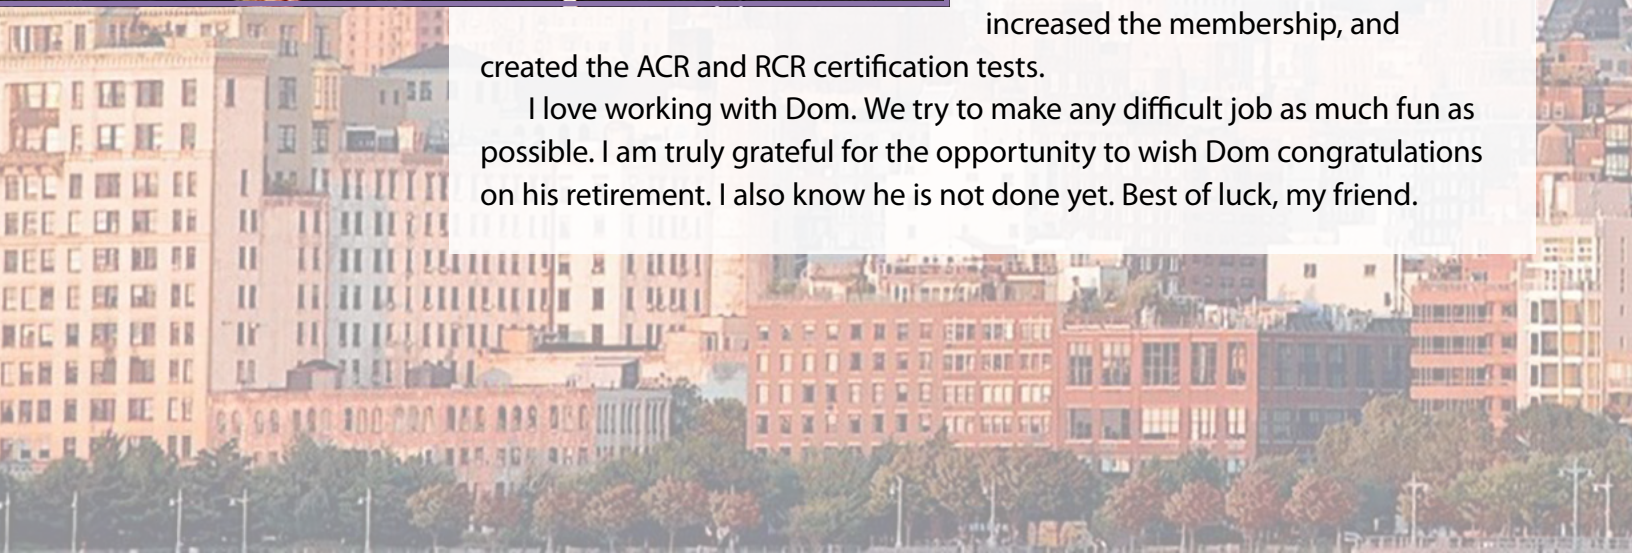 increased the membership, and
created the ACR and RCR certification tests.
I love working with Dom. We try to make any difficult job as much fun as
possible. I am truly grateful for the opportunity to wish Dom congratulations
on his retirement. I also know he is not done yet. Best of luck, my friend.